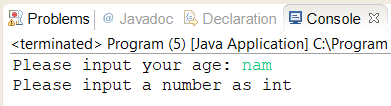 Problems @ Javadoc Declaration Console
<terminated> Program (5) [Java Application] C:\Program
Please input your age: nam
Please input a number as int